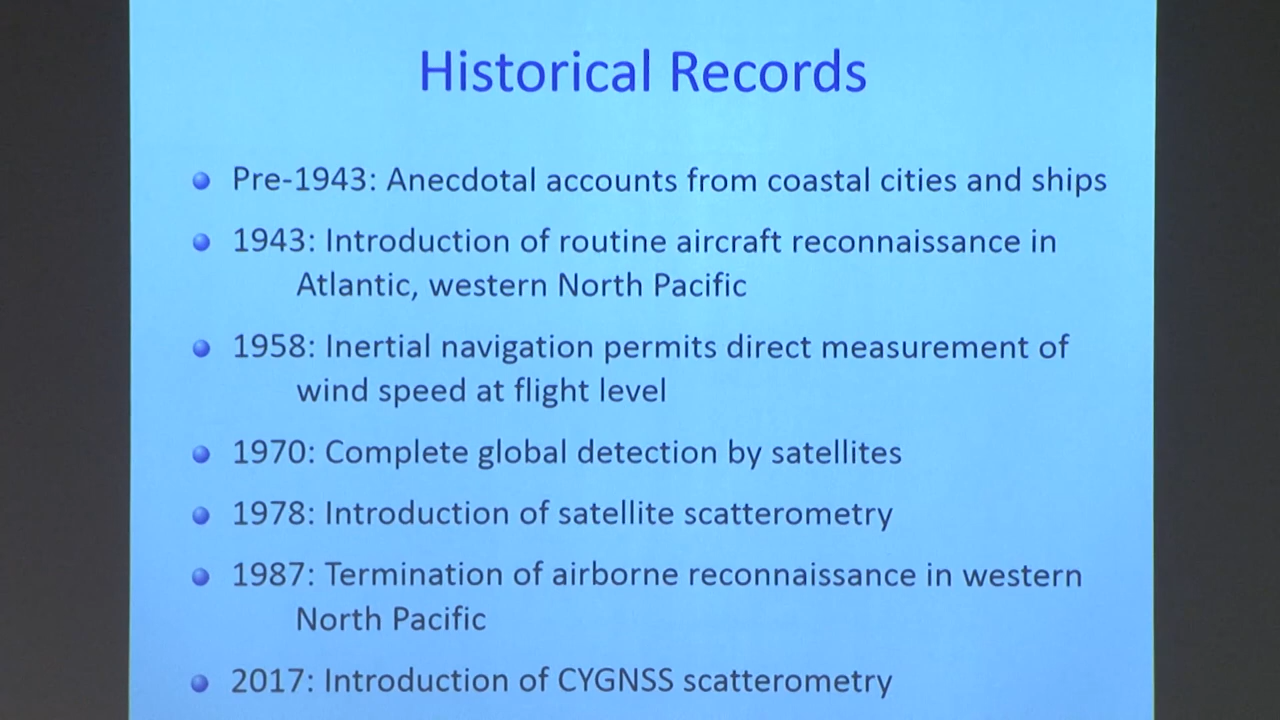 Historical Records
Pre-1943: Anecdotal accounts from coastal cities and ships
1943: Introduction of routine aircraft reconnaissance in
Atlantic, western North Pacific
1958: Inertial navigation permits direct measurement of
wind speed at flight level
1970: Complete global detection by satellites
1978: Introduction of satellite scatterometry
1987: Termination of airborne reconnaissance in western
North Pacific
2017: Introduction of CYGNSS scatterometry